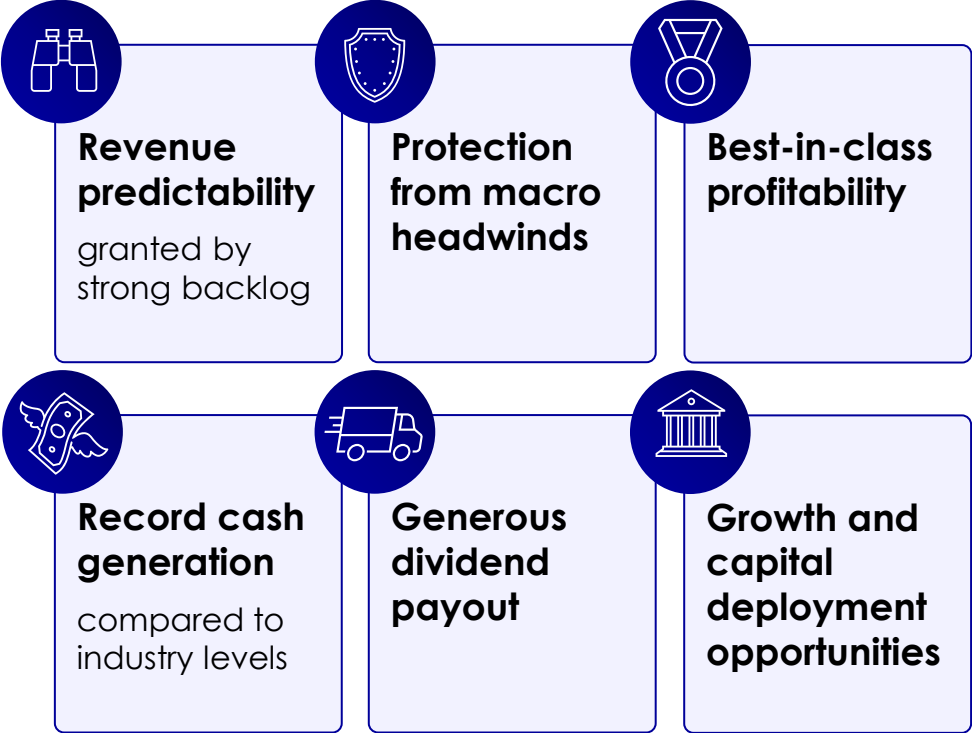 Revenue
predictability
granted by
strong backlog
Protection
from macro
headwinds
Best-in-class
profitability
Record cash
generation
compared to
industry levels
Generous
dividend
payout
Growth and
capital
deployment
opportunities